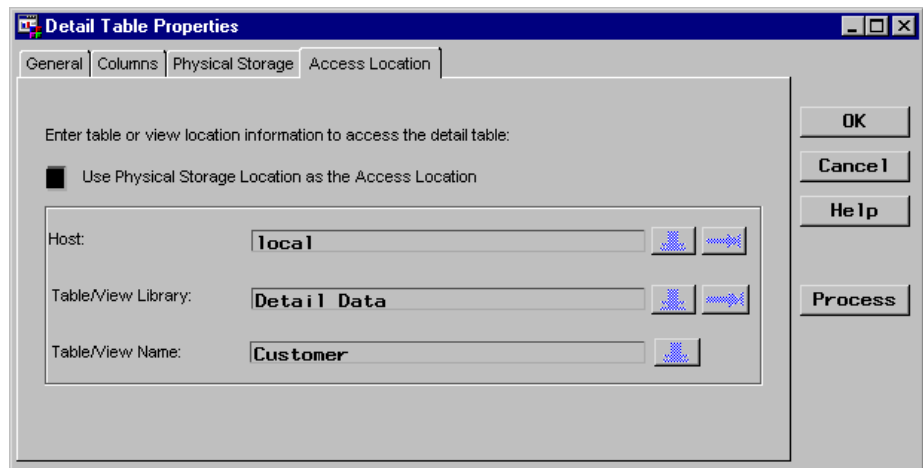 Detail Table Properties
General Columns Physical Storage Access Location
Enter table or view location information to access the detail table:
Use Physical Storage Location as the Access Location
Host: local
Table/View Library: Detail Data
Table/View Name: Customer
OK
Cancel
Help
Process